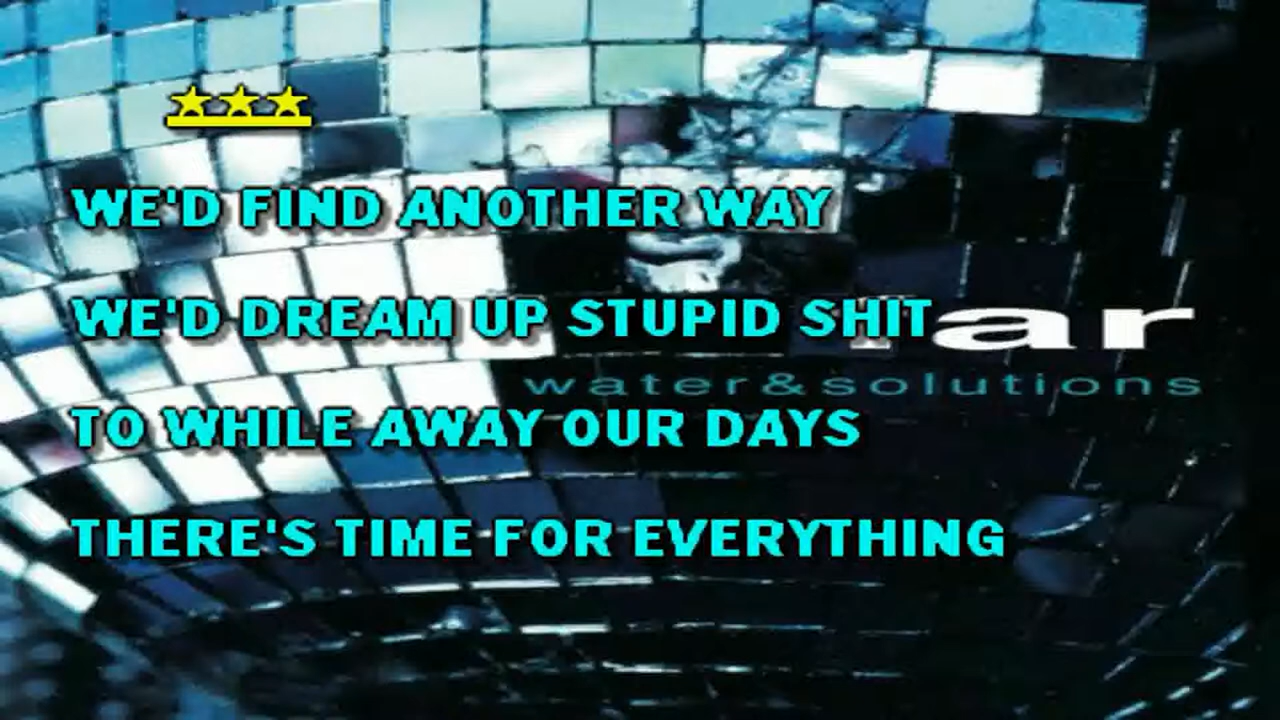 WE'D FIND ANOTHER WAY
WE'D DREAM UP STUPID SHIT
ar
water&solutions
TO WHILE AWAY OUR DAYS
THERE'S TIME FOR EVERYTHING